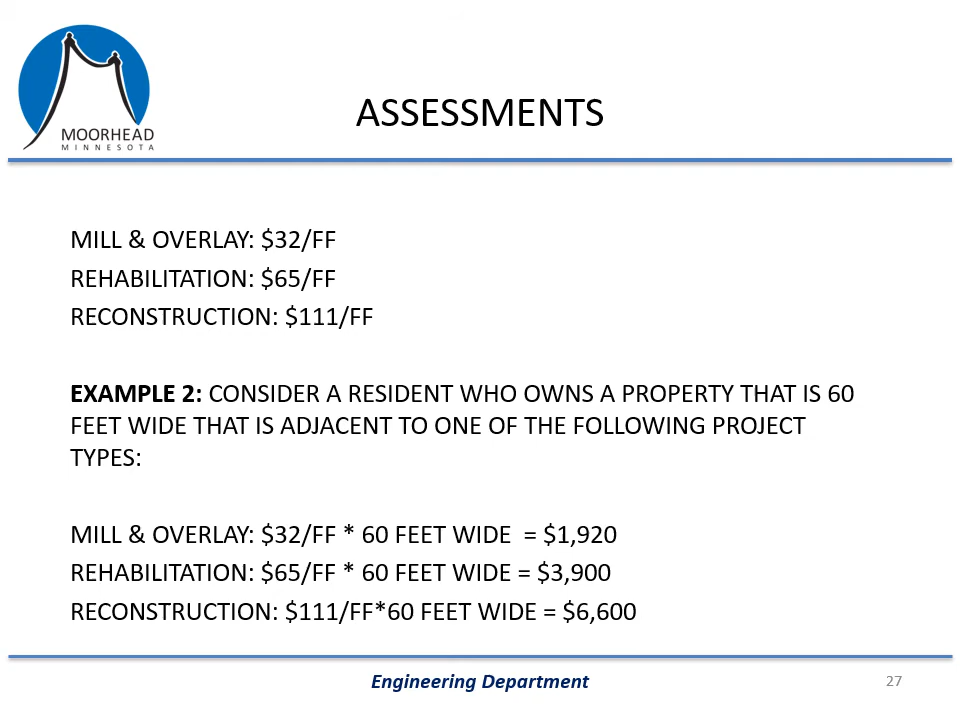 MOORHEAD
MINNESOTA
ASSESSMENTS
MILL & OVERLAY: $32/FF
REHABILITATION: $65/FF
RECONSTRUCTION: $111/FF
EXAMPLE 2: CONSIDER A RESIDENT WHO OWNS A PROPERTY THAT IS 60
FEET WIDE THAT IS ADJACENT TO ONE OF THE FOLLOWING PROJECT
TYPES:
MILL & OVERLAY: $32/FF * 60 FEET WIDE  = $1,920
REHABILITATION: $65/FF * 60 FEET WIDE = $3,900
RECONSTRUCTION: $111/FF*60 FEET WIDE = $6,600
Engineering Department
27